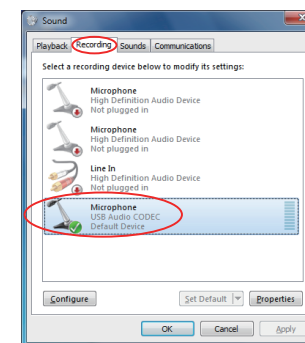 Sound
Playback Recording Sounds Communications
Select a recording device below to modify its settings:
Microphone
High Definition Audio Device
Not plugged in
Microphone
High Definition Audio Device
Not plugged in
Line In
High Definition Audio Device
Not plugged in
Microphone
USB Audio CODEC
Default Device
Configure Set Default Properties
OK Cancel Apply